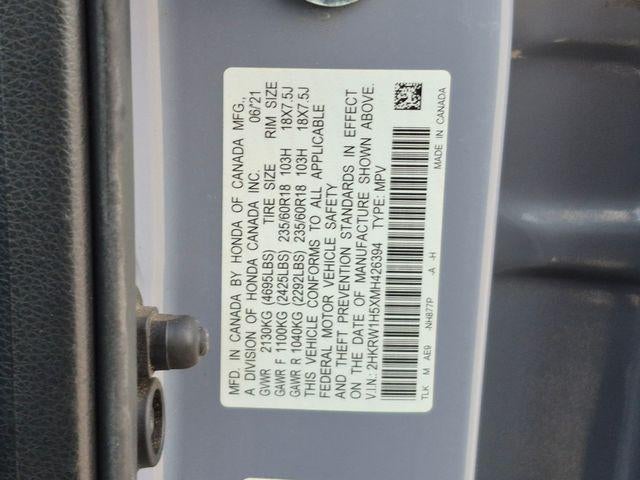 MFD. IN CANADA BY HONDA OF CANADA MFG.,
A DIVISION OF HONDA CANADA INC. 06/21
GVWR 2130KG (4695LBS) TIRE SIZE RIM SIZE
GAWR F 1100KG (2425LBS) 235/60R18 103H 18X7.5J
GAWR R 1040KG (2292LBS) 235/60R18 103H 18X7.5J
THIS VEHICLE CONFORMS TO ALL APPLICABLE
FEDERAL MOTOR VEHICLE SAFETY
AND THEFT PREVENTION STANDARDS IN EFFECT
ON THE DATE OF MANUFACTURE SHOWN ABOVE.
V.I.N.: 2HKRW1H5XMH426394 TYPE: MPV
TLK M AE9 -NH877P -A -H MADE IN CANADA